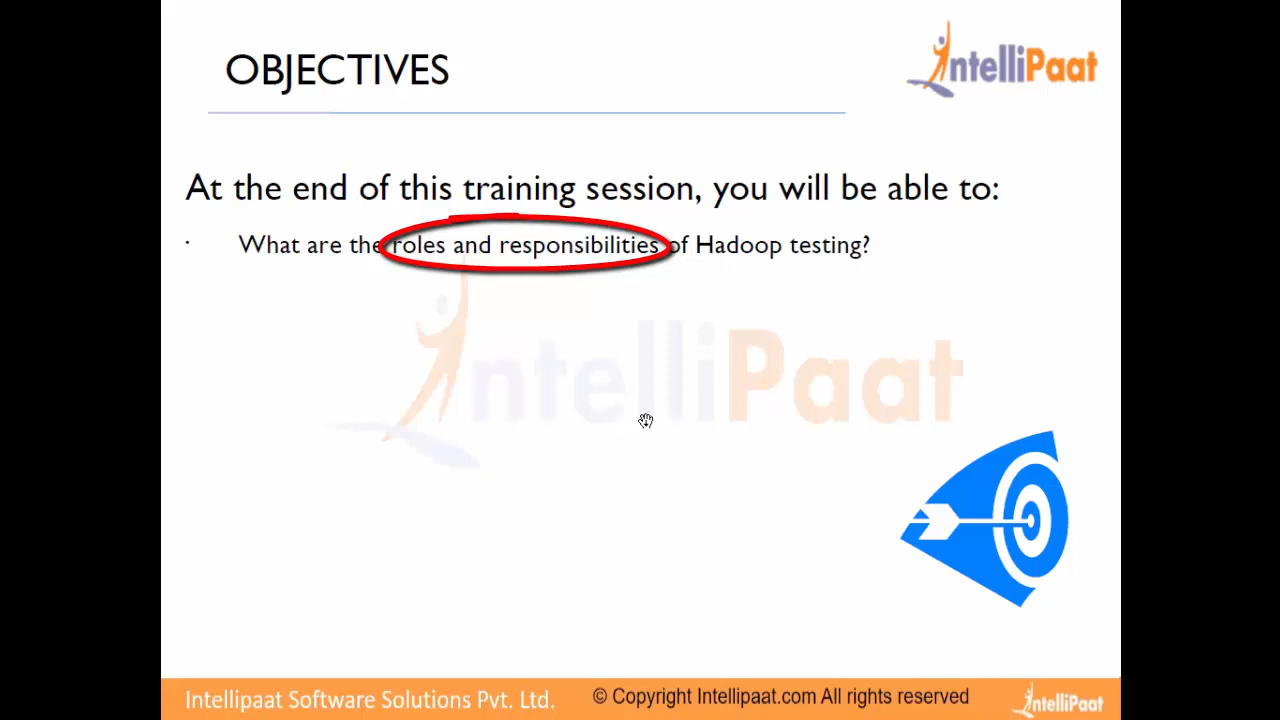 OBJECTIVES
IntelliPaat
At the end of this training session, you will be able to:
· What are the roles and responsibilities of Hadoop testing?
IntelliPaat
Intellipaat Software Solutions Pvt. Ltd.
© Copyright Intellipaat.com All rights reserved
IntelliPaat